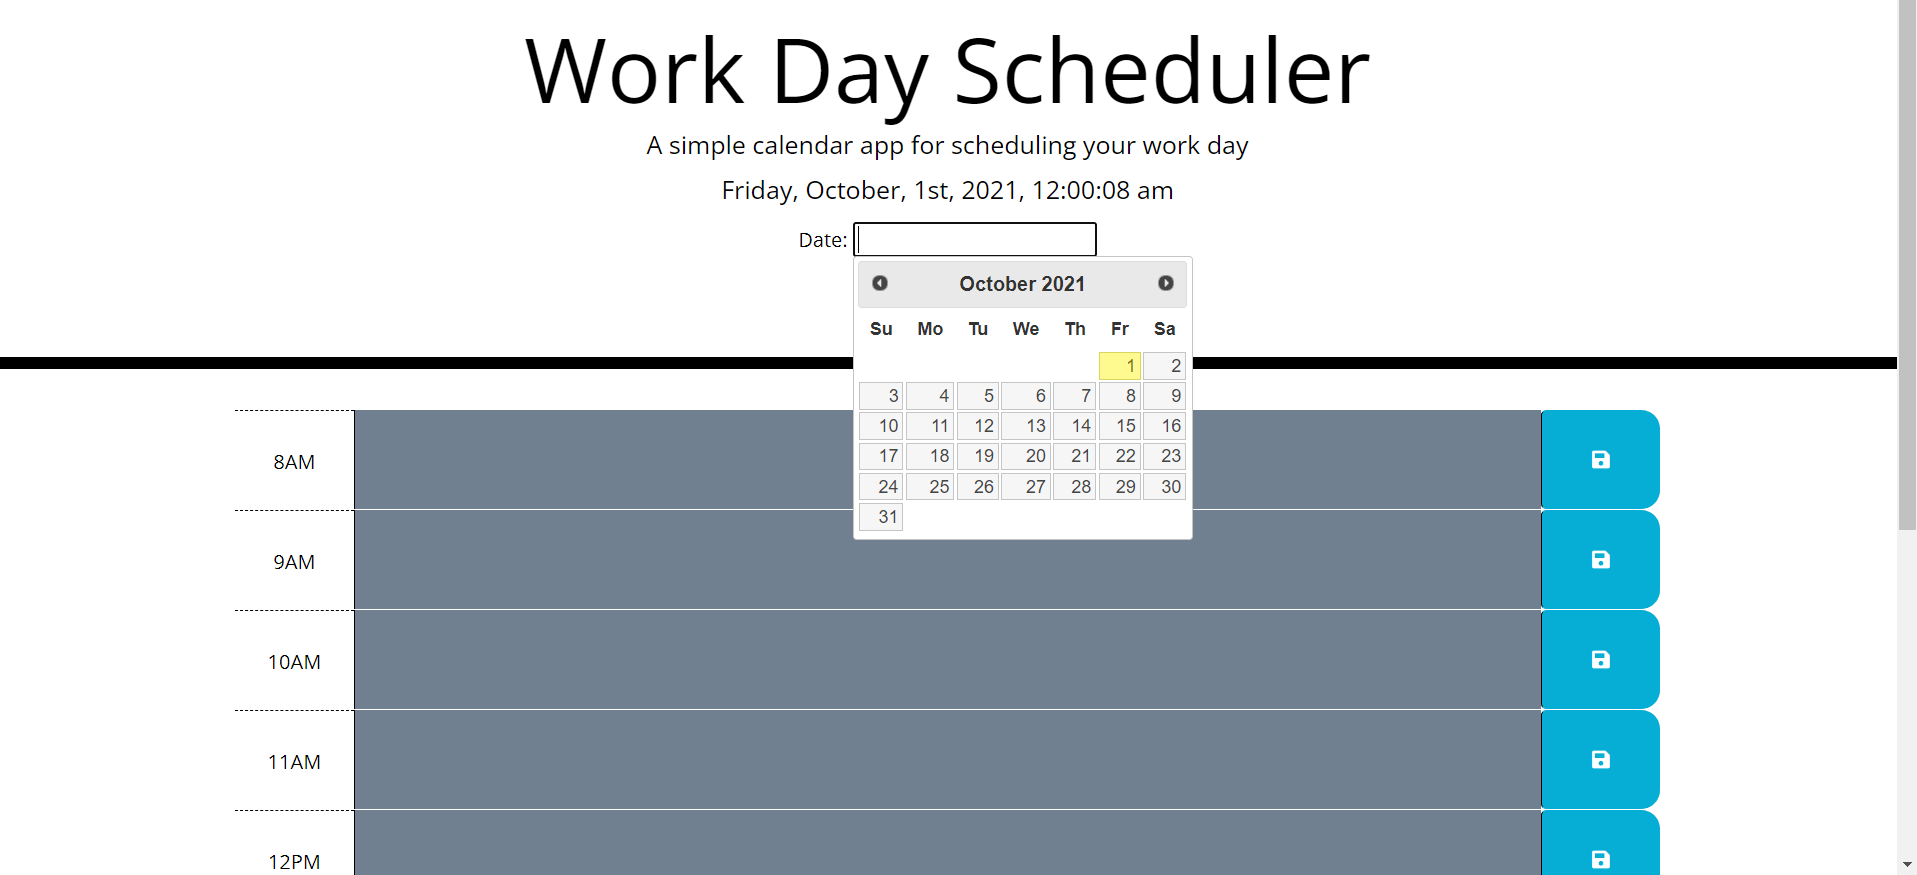 Work Day Scheduler
A simple calendar app for scheduling your work day
Friday, October, 1st, 2021, 12:00:08 am
Date:
October 2021
Su Mo Tu We Th Fr Sa
1 2
3 4 5 6 7 8 9
10 11 12 13 14 15 16
17 18 19 20 21 22 23
24 25 26 27 28 29 30
31
8AM
9AM
10AM
11AM
12PM